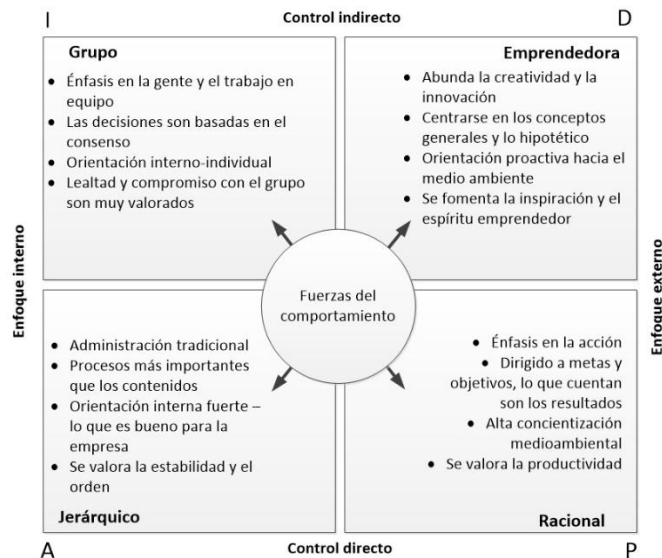 I
Control indirecto
D
Grupo
• Énfasis en la gente y el trabajo en
equipo
• Las decisiones son basadas en el
consenso
• Orientación interno-individual
• Lealtad y compromiso con el grupo
son muy valorados
Emprendedora
• Abunda la creatividad y la
innovación
• Centrarse en los conceptos
generales y lo hipotético
• Orientación proactiva hacia el
medio ambiente
• Se fomenta la inspiración y el
espíritu emprendedor
Enfoque interno
Fuerzas del
comportamiento
Enfoque externo
• Administración tradicional
• Procesos más importantes
que los contenidos
• Orientación interna fuerte –
lo que es bueno para la
empresa
• Se valora la estabilidad y el
orden
Jerárquico
• Énfasis en la acción
• Dirigido a metas y
objetivos, lo que cuentan
son los resultados
• Alta concientización
medioambiental
• Se valora la productividad
Racional
A
Control directo
P